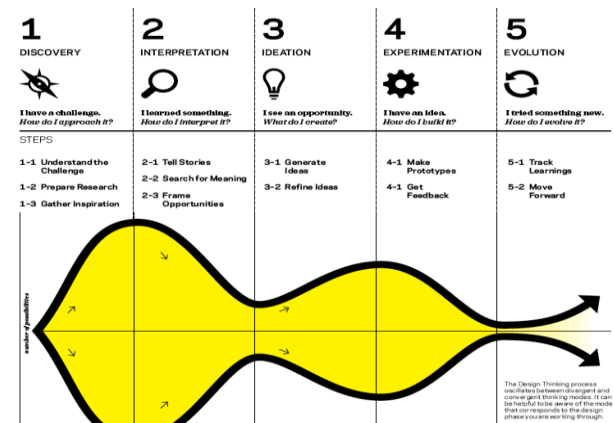 1
DISCOVERY
I have a challenge.
How do I approach it?
2
INTERPRETATION
I learned something.
How do I interpret it?
3
IDEATION
I see an opportunity.
What do I create?
4
EXPERIMENTATION
I have an idea.
How do I build it?
5
EVOLUTION
I tried something new.
How do I evolve it?
STEPS
1-1 Understand the
Challenge
1-2 Prepare Research
1-3 Gather Inspiration
2-1 Tell Stories
2-2 Search for Meaning
2-3 Frame
Opportunities
3-1 Generate
Ideas
3-2 Refine Ideas
4-1 Make
Prototypes
4-1 Get
Feedback
5-1 Track
Learnings
5-2 Move
Forward
number of possibilities
The Design Thinking process
oscillates between divergent and
convergent thinking modes. It can
be helpful to be aware of the mode
that corresponds to the design
phase you are working through.